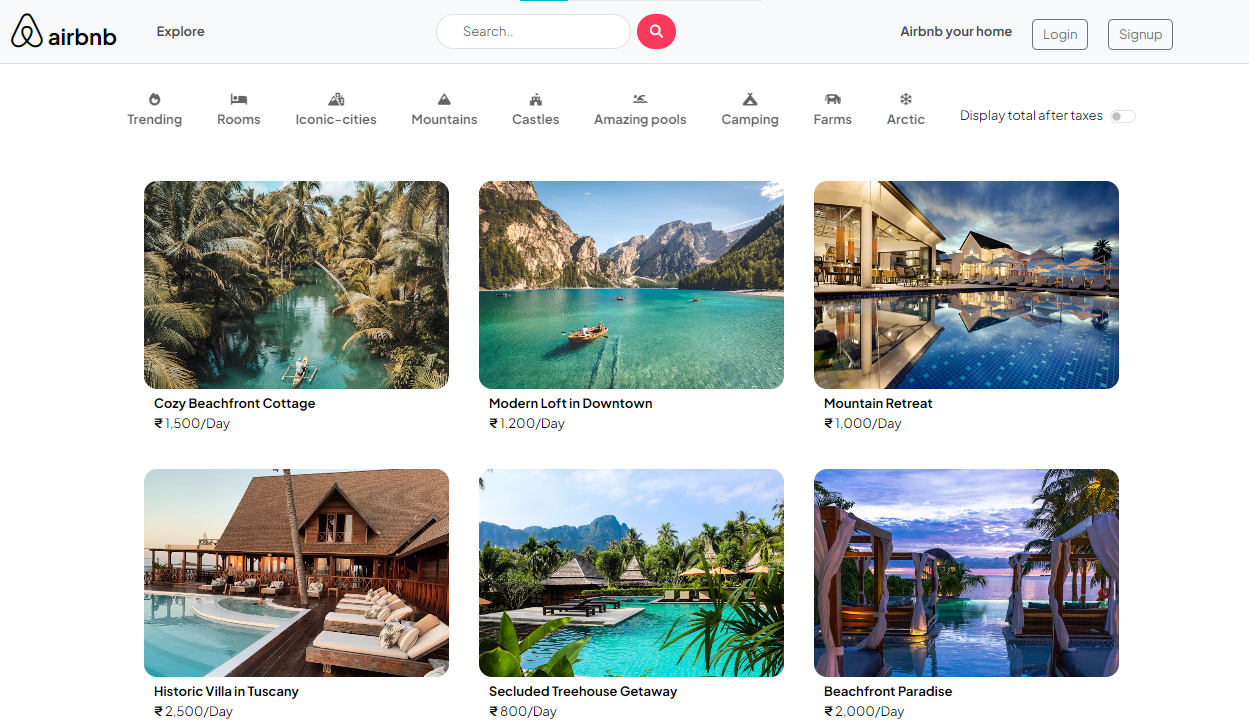 airbnb
Explore
Search..
Airbnb your home
Login
Signup
Trending
Rooms
Iconic-cities
Mountains
Castles
Amazing pools
Camping
Farms
Arctic
Display total after taxes
Cozy Beachfront Cottage
₹ 1,500/Day
Modern Loft in Downtown
₹ 1,200/Day
Mountain Retreat
₹ 1,000/Day
Historic Villa in Tuscany
₹ 2,500/Day
Secluded Treehouse Getaway
₹ 800/Day
Beachfront Paradise
₹ 2,000/Day